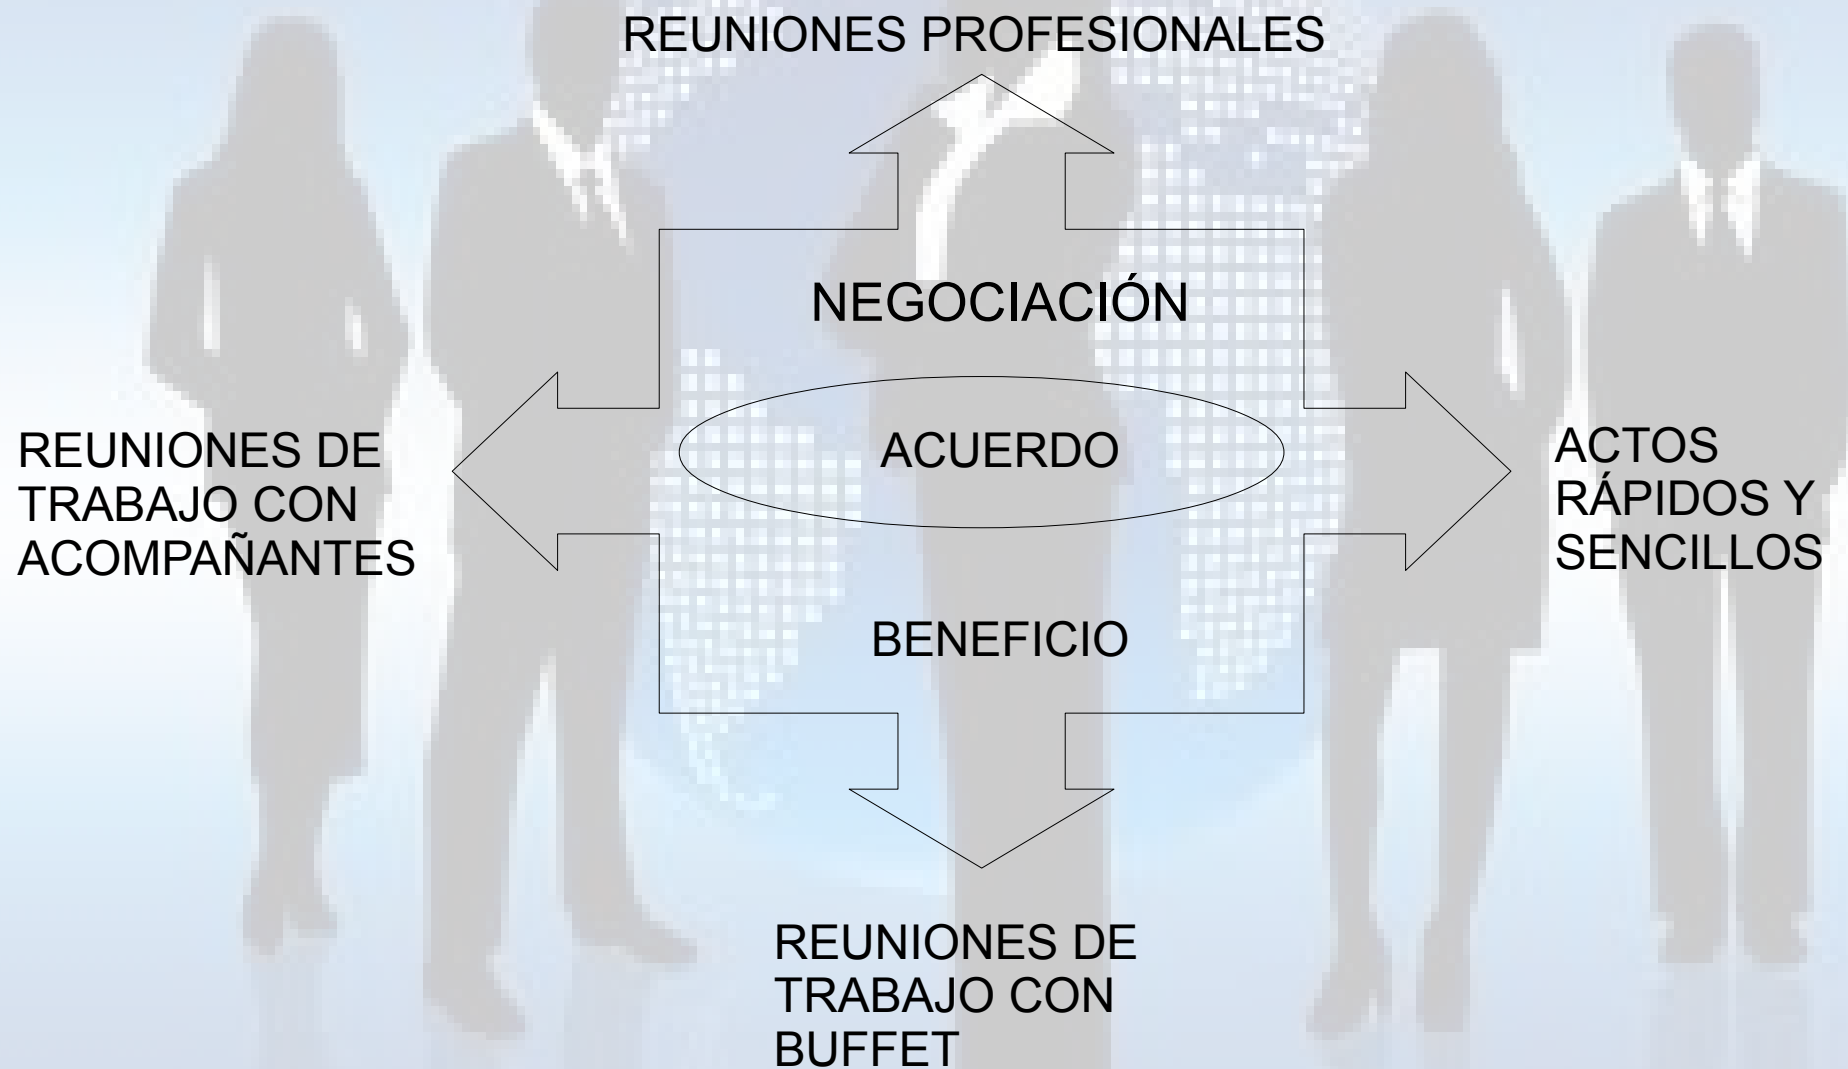 REUNIONES PROFESIONALES
NEGOCIACIÓN
REUNIONES DE
TRABAJO CON
ACOMPAÑANTES
ACUERDO
ACTOS
RÁPIDOS Y
SENCILLOS
BENEFICIO
REUNIONES DE
TRABAJO CON
BUFFET